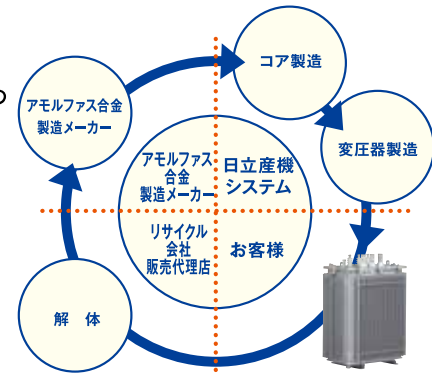 コア製造
アモルファス合金
製造メーカー
変圧器製造
アモルファス
合金
製造メーカー
日立産機
システム
リサイクル
会社
販売代理店
お客様
解　体